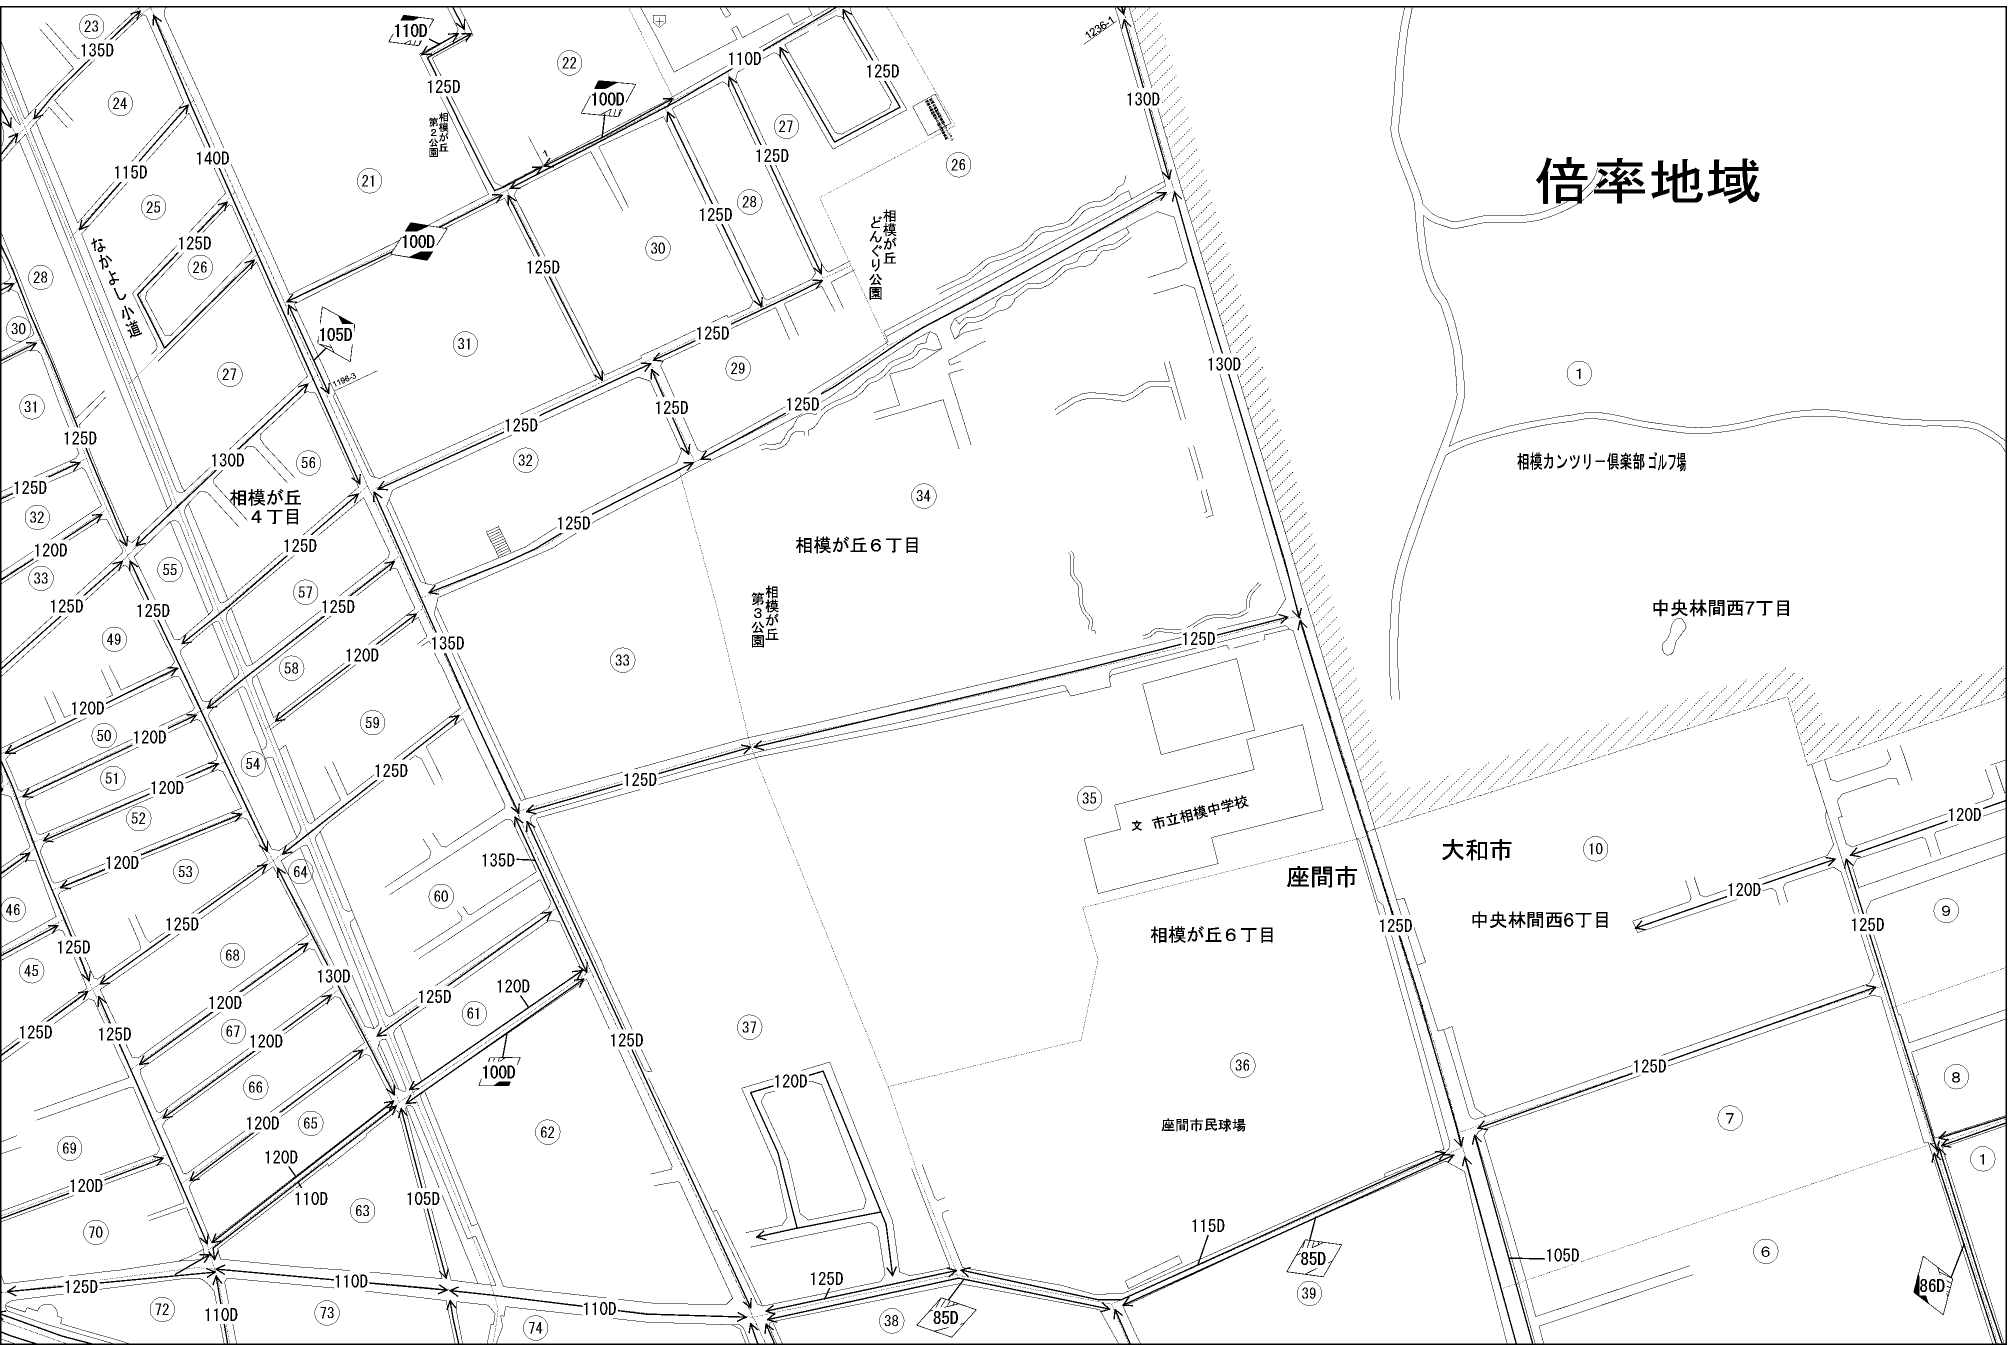 23
135D
110D
22
110D
125D
1236-1
24
125D
100D
130D
27
相模が丘
第２公園
140D
115D
125D
26
倍率地域
21
25
28
125D
相模が丘
どんぐり公園
125D
なかよし小道
26
100D
30
125D
28
30
105D
31
125D
130D
29
27
1196-3
1
31
125D
125D
125D
125D
130D
56
32
相模カンツリー倶楽部 ゴルフ場
125D
相模が丘
４丁目
34
32
125D
120D
125D
相模が丘６丁目
55
33
57
125D
125D
125D
相模が丘
第３公園
中央林間西7丁目
49
135D
125D
120D
58
33
120D
59
50
120D
54
125D
51
120D
125D
35
52
文 市立相模中学校
120D
120D
135D
大和市
10
53
64
座間市
60
120D
46
125D
125D
中央林間西6丁目
9
125D
125D
相模が丘６丁目
68
45
130D
120D
125D
61
120D
37
125D
125D
67
120D
125D
36
125D
100D
120D
8
66
120D
65
62
7
座間市民球場
69
120D
1
120D
110D
105D
63
115D
70
6
105D
85D
125D
110D
125D
86D
39
72
110D
73
110D
85D
38
74